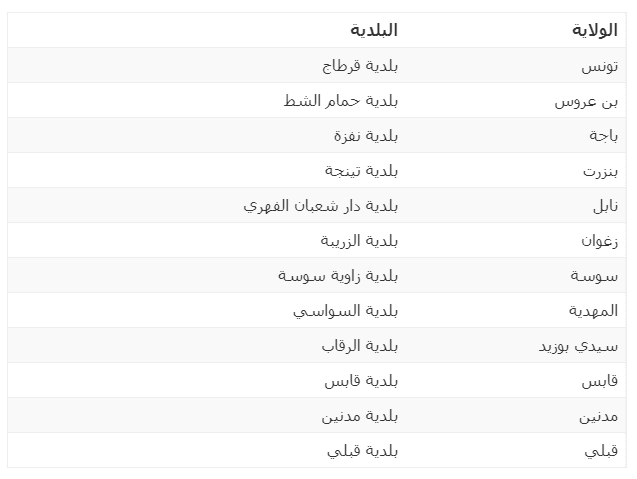 الولاية البلدية
تونس بلدية قرطاج
بن عروس بلدية حمام الشط
باجة بلدية نفزة
بنزرت بلدية تينجة
نابل بلدية دار شعبان الفهري
زغوان بلدية الزريبة
سوسة بلدية زاوية سوسة
المهدية بلدية السواسي
سيدي بوزيد بلدية الرقاب
قابس بلدية قابس
مدنين بلدية مدنين
قبلي بلدية قبلي